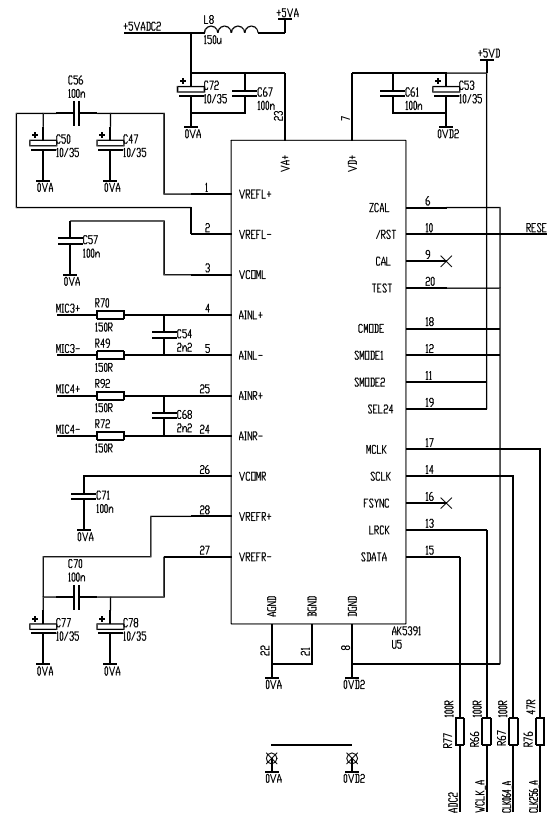 +5VADC2
L8
150u
+5VA
+5VD
C56
100n
C72
10/35
C67
100n
C61
100n
C53
10/35
0VA
0VD2
23
7
C50
10/35
C47
10/35
0VA
0VA
VA+
VD+
1
VREFL+
2
VREFL-
3
VCOML
C57
100n
0VA
ZCAL
6
/RST
10
RESE
CAL
9
TEST
20
MIC3+
R70
150R
4
AINL+
C54
2n2
MIC3-
R49
150R
5
AINL-
CMODE
18
SMODE1
12
SMODE2
11
SEL24
19
MIC4+
R92
150R
25
AINR+
C68
2n2
MIC4-
R72
150R
24
AINR-
MCLK
17
SCLK
14
FSYNC
16
LRCK
13
SDATA
15
26
VCOMR
C71
100n
0VA
28
VREFR+
27
VREFR-
C70
100n
C77
10/35
C78
10/35
0VA
0VA
AGND
BGND
DGND
22
21
8
AK5391
U5
0VA
0VD2
R77
100R
R66
100R
R67
100R
R76
47R
0VA
0VD2
ADC2
WCLK_A
CLK064_A
CLK256_A